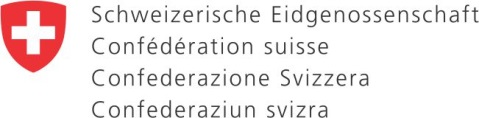 Schweizerische Eidgenossenschaft
Confédération suisse
Confederazione Svizzera
Confederaziun svizra